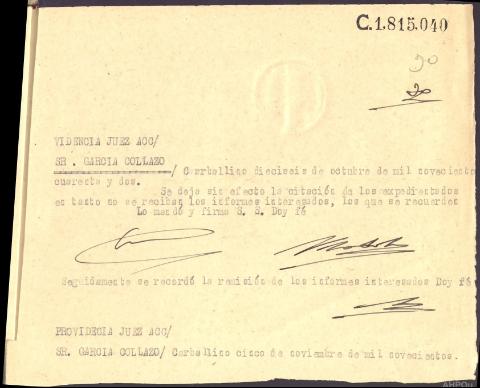 C.1.815.040
30
VIDENCIA JUEZ ACC/
SR . GARCIA COLLAZO/ Carballino dieciseis de octubre de mil noveciento
cuarenta y dos.
Se deja sin efecto la citación de los expedientados
en tanto no se reciban los informes interesados, los que se recuerden
Lo mandó y firma S. S. Doy fé
Seguidamente se recordó la remisión de los informes interesados Doy fé
PROVIDECIA JUEZ ACC/
SR. GARCIA COLLAZO/ Carballino cinco de noviembre de mil novecientos.
AHPOu